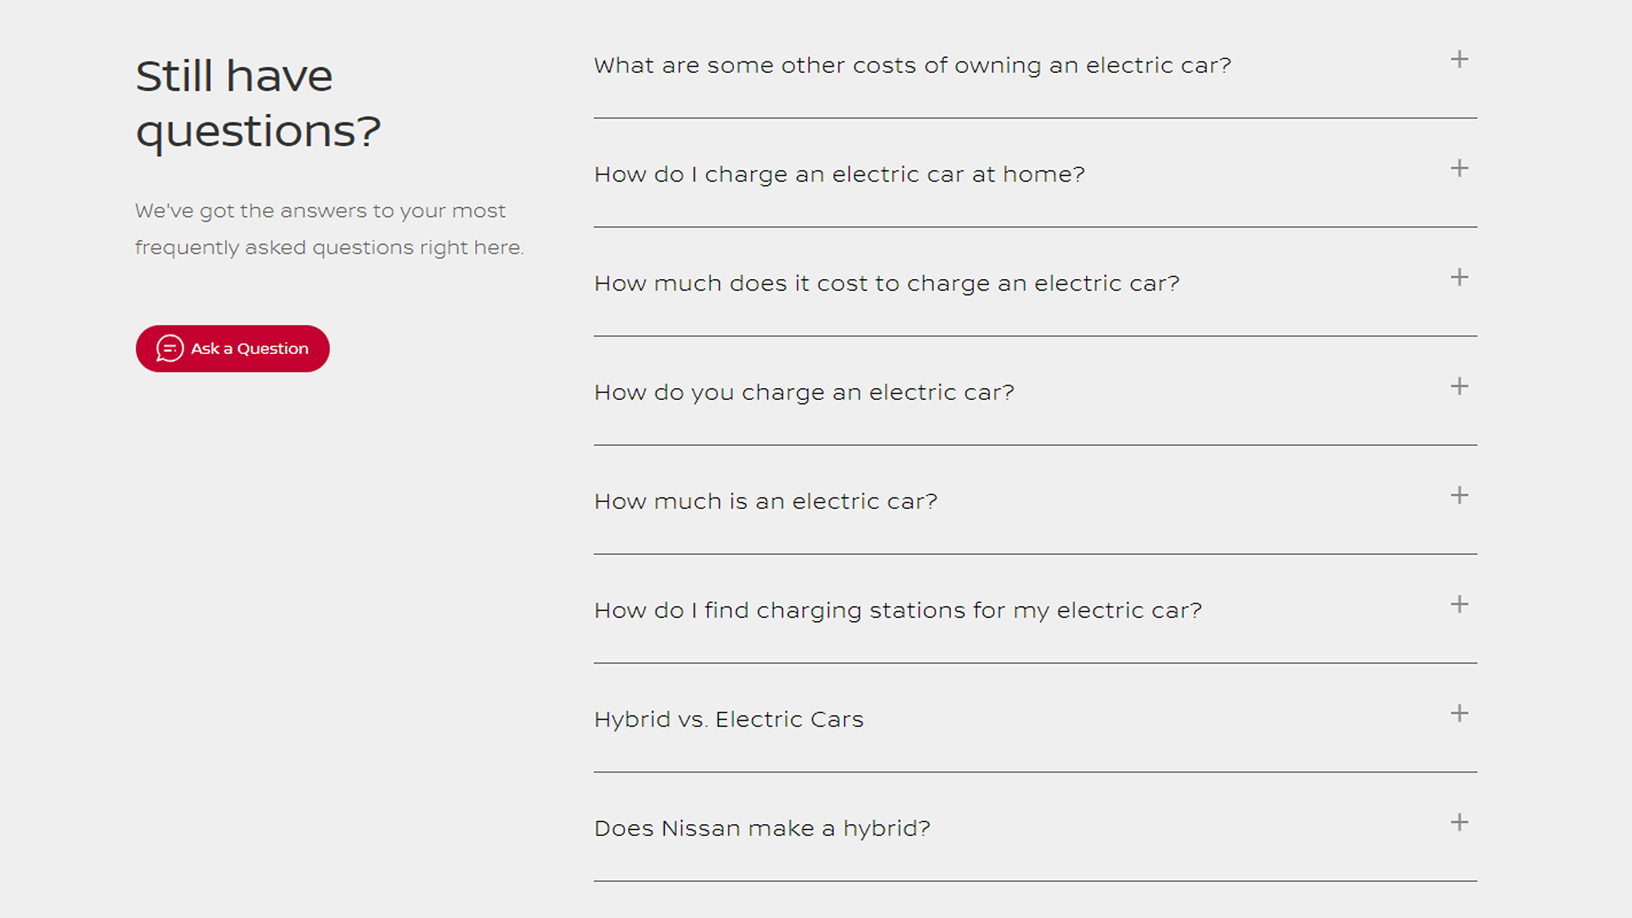 Still have
questions?
We've got the answers to your most
frequently asked questions right here.
Ask a Question
What are some other costs of owning an electric car?
How do I charge an electric car at home?
How much does it cost to charge an electric car?
How do you charge an electric car?
How much is an electric car?
How do I find charging stations for my electric car?
Hybrid vs. Electric Cars
Does Nissan make a hybrid?